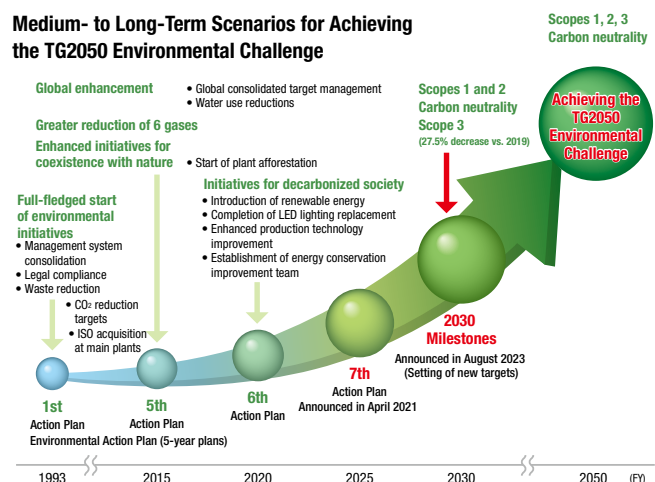 Medium- to Long-Term Scenarios for Achieving
the TG2050 Environmental Challenge
Scopes 1, 2, 3
Carbon neutrality
Achieving the
TG2050
Environmental
Challenge
Global enhancement
• Global consolidated target management
• Water use reductions
Greater reduction of 6 gases
Enhanced initiatives for
coexistence with nature
• Start of plant afforestation
Scopes 1 and 2
Carbon neutrality
Scope 3
(27.5% decrease vs. 2019)
Initiatives for decarbonized society
• Introduction of renewable energy
• Completion of LED lighting replacement
• Enhanced production technology
improvement
• Establishment of energy conservation
improvement team
Full-fledged start
of environmental
initiatives
• Management system
consolidation
• Legal compliance
• Waste reduction
• CO2 reduction
targets
• ISO acquisition
at main plants
1st
Action Plan
5th
Action Plan
6th
Action Plan
7th
Action Plan
Announced in April 2021
2030
Milestones
Announced in August 2023
(Setting of new targets)
Environmental Action Plan (5-year plans)
1993 2015 2020 2025 2030 2050 (FY)